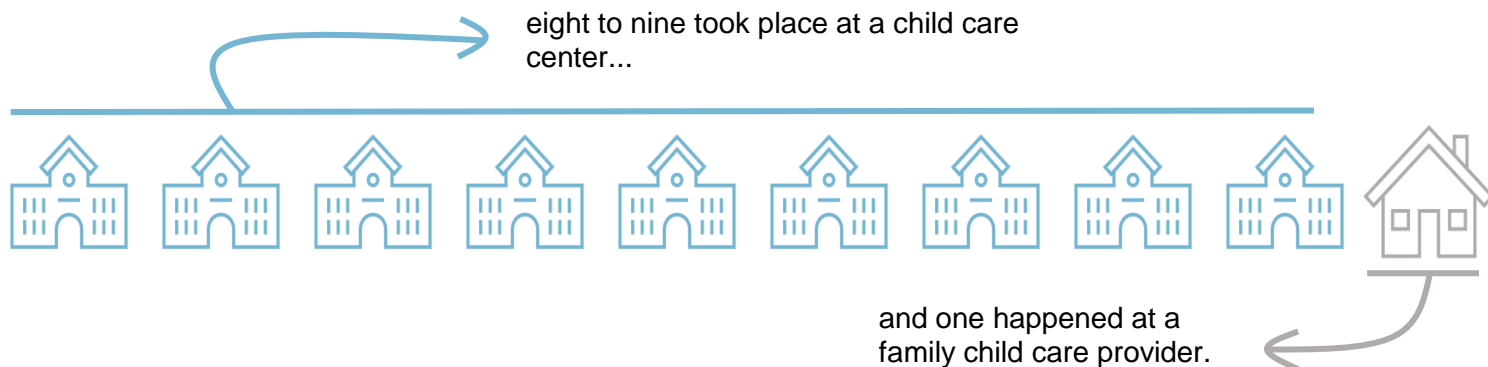 eight to nine took place at a child care
center...
and one happened at a
family child care provider.